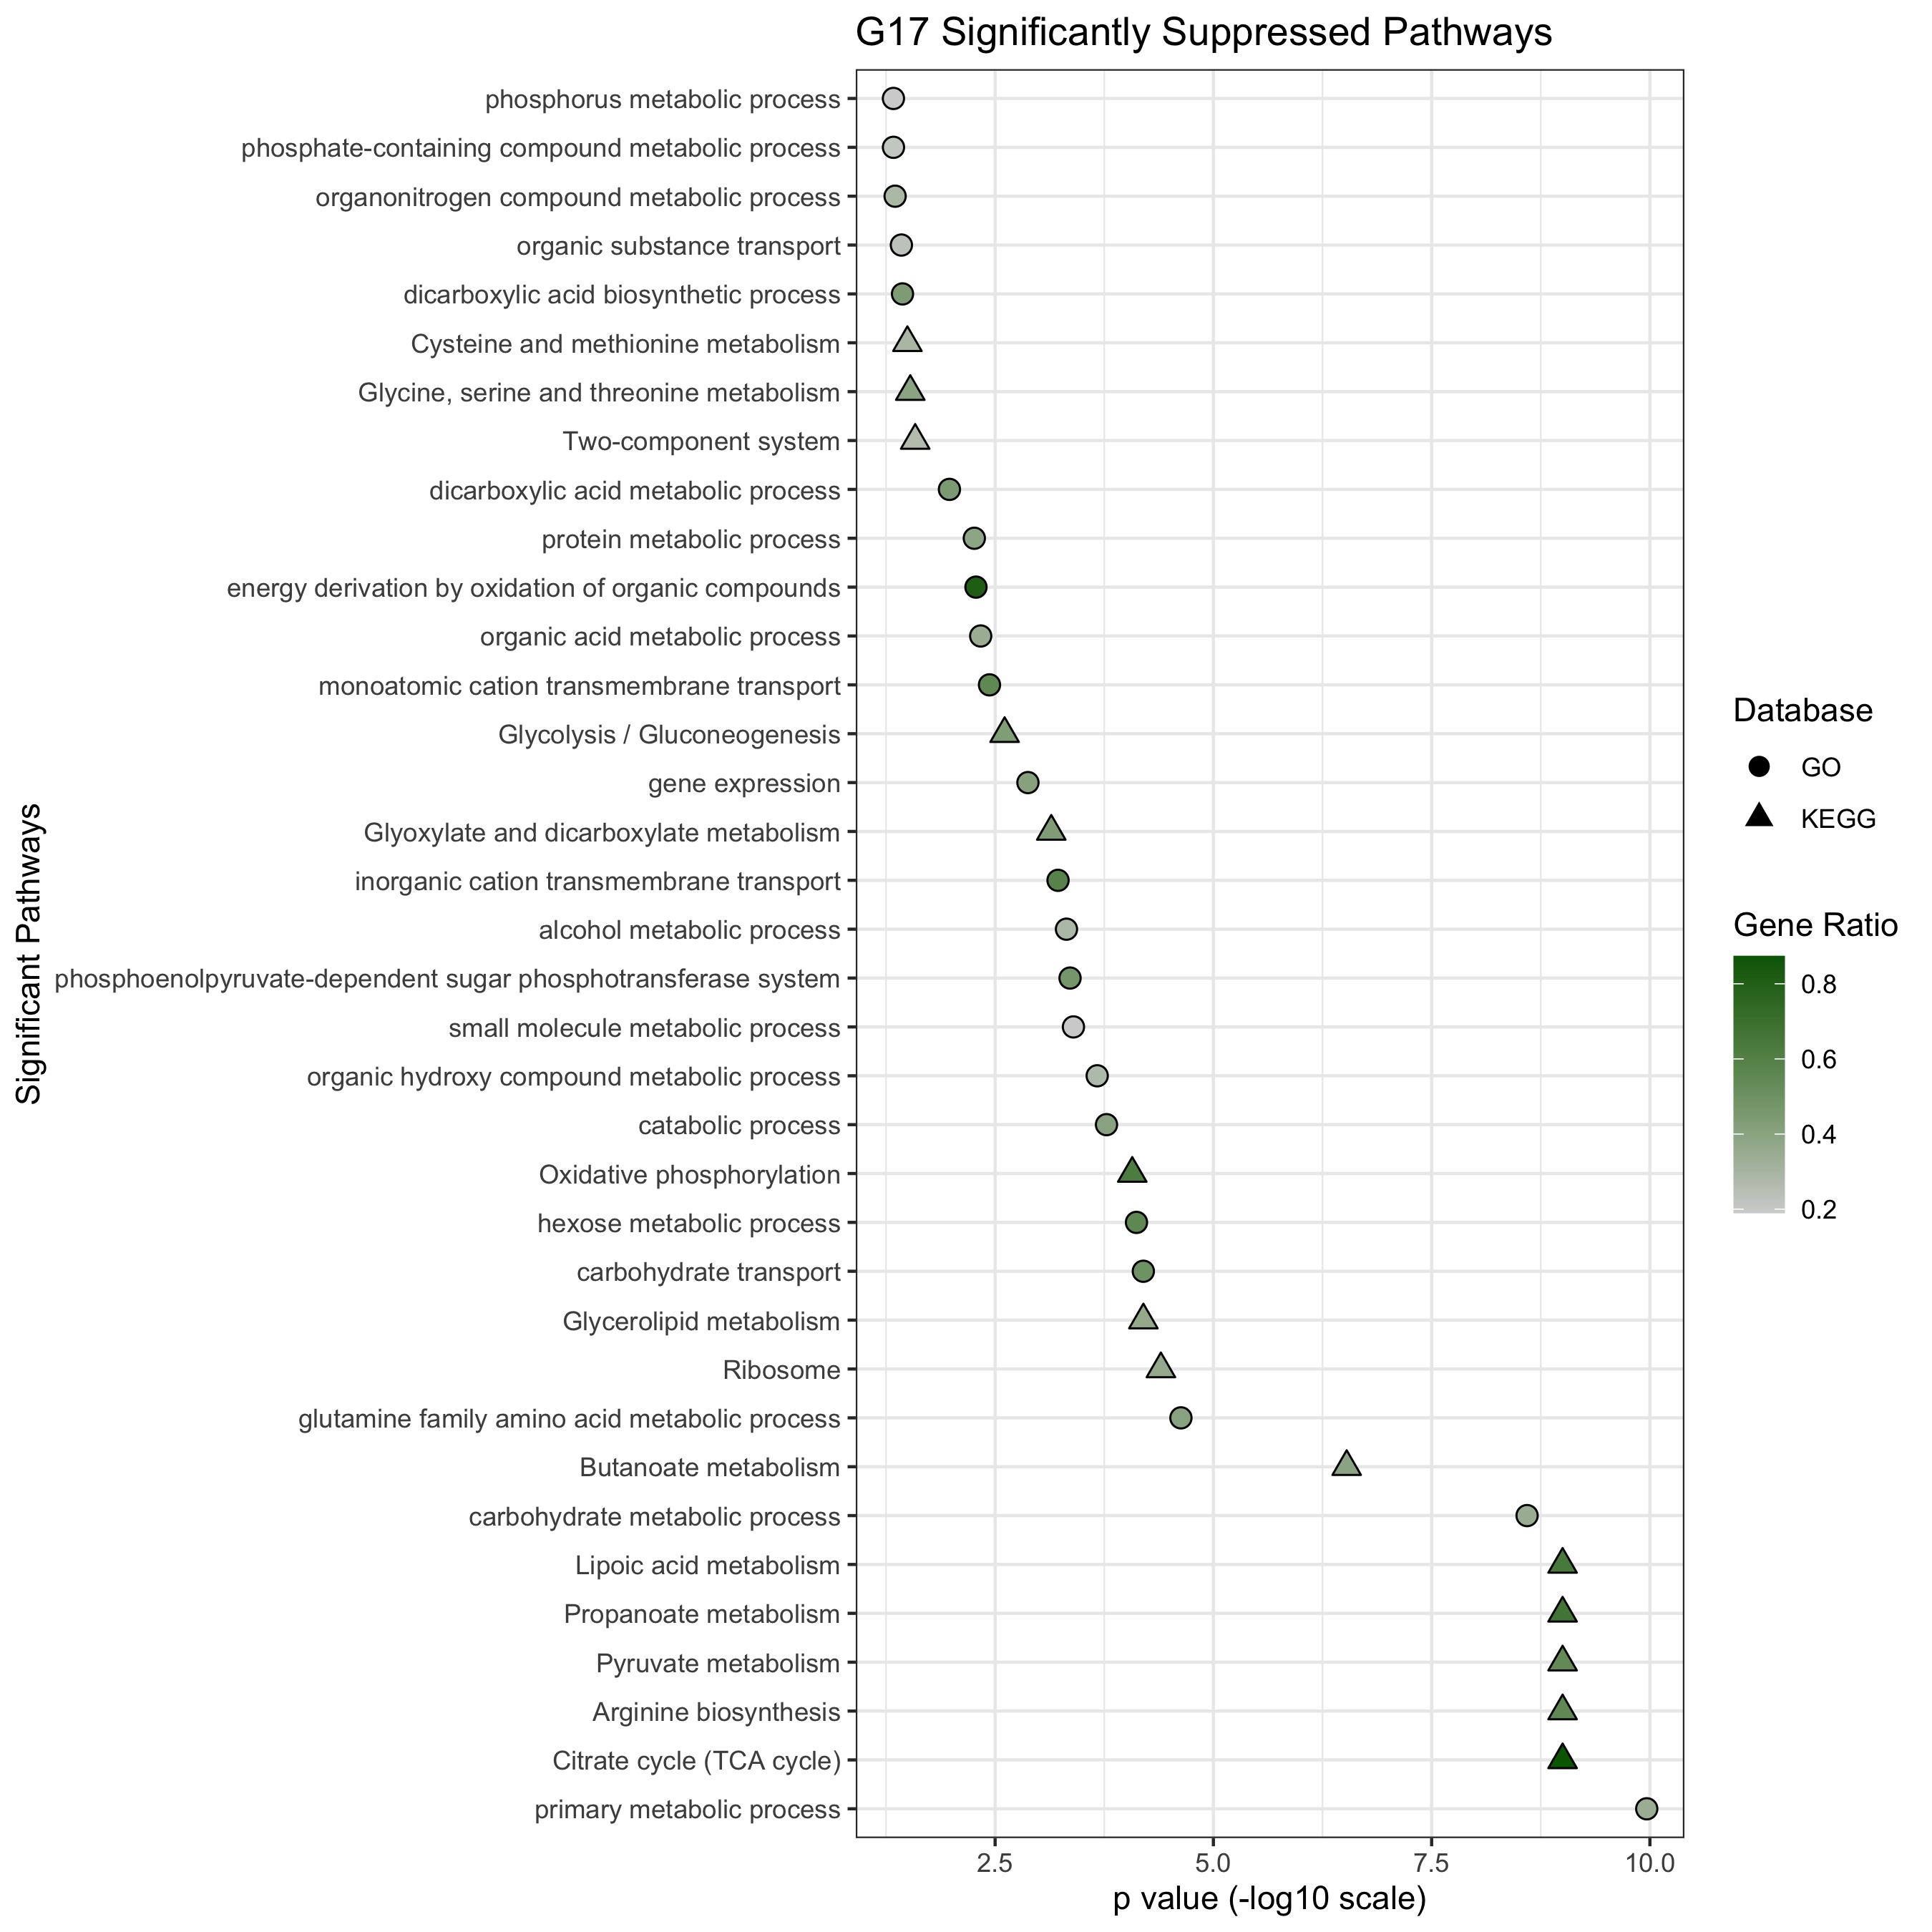 G17 Significantly Suppressed Pathways
Significant Pathways
phosphorus metabolic process
phosphate-containing compound metabolic process
organonitrogen compound metabolic process
organic substance transport
dicarboxylic acid biosynthetic process
Cysteine and methionine metabolism
Glycine, serine and threonine metabolism
Two-component system
dicarboxylic acid metabolic process
protein metabolic process
energy derivation by oxidation of organic compounds
organic acid metabolic process
monoatomic cation transmembrane transport
Glycolysis / Gluconeogenesis
gene expression
Glyoxylate and dicarboxylate metabolism
inorganic cation transmembrane transport
alcohol metabolic process
phosphoenolpyruvate-dependent sugar phosphotransferase system
small molecule metabolic process
organic hydroxy compound metabolic process
catabolic process
Oxidative phosphorylation
hexose metabolic process
carbohydrate transport
Glycerolipid metabolism
Ribosome
glutamine family amino acid metabolic process
Butanoate metabolism
carbohydrate metabolic process
Lipoic acid metabolism
Propanoate metabolism
Pyruvate metabolism
Arginine biosynthesis
Citrate cycle (TCA cycle)
primary metabolic process
2.5 5.0 7.5 10.0
p value (-log10 scale)
Database
GO
KEGG
Gene Ratio
0.8
0.6
0.4
0.2